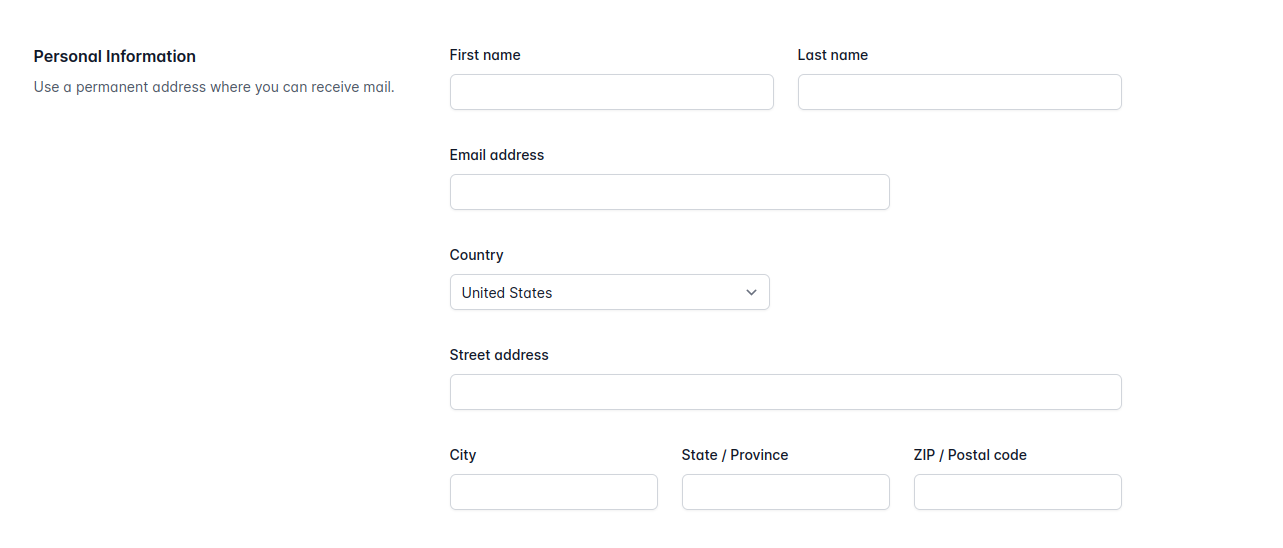 Personal Information
Use a permanent address where you can receive mail.
First name
Last name
Email address
Country
United States
Street address
City
State / Province
ZIP / Postal code